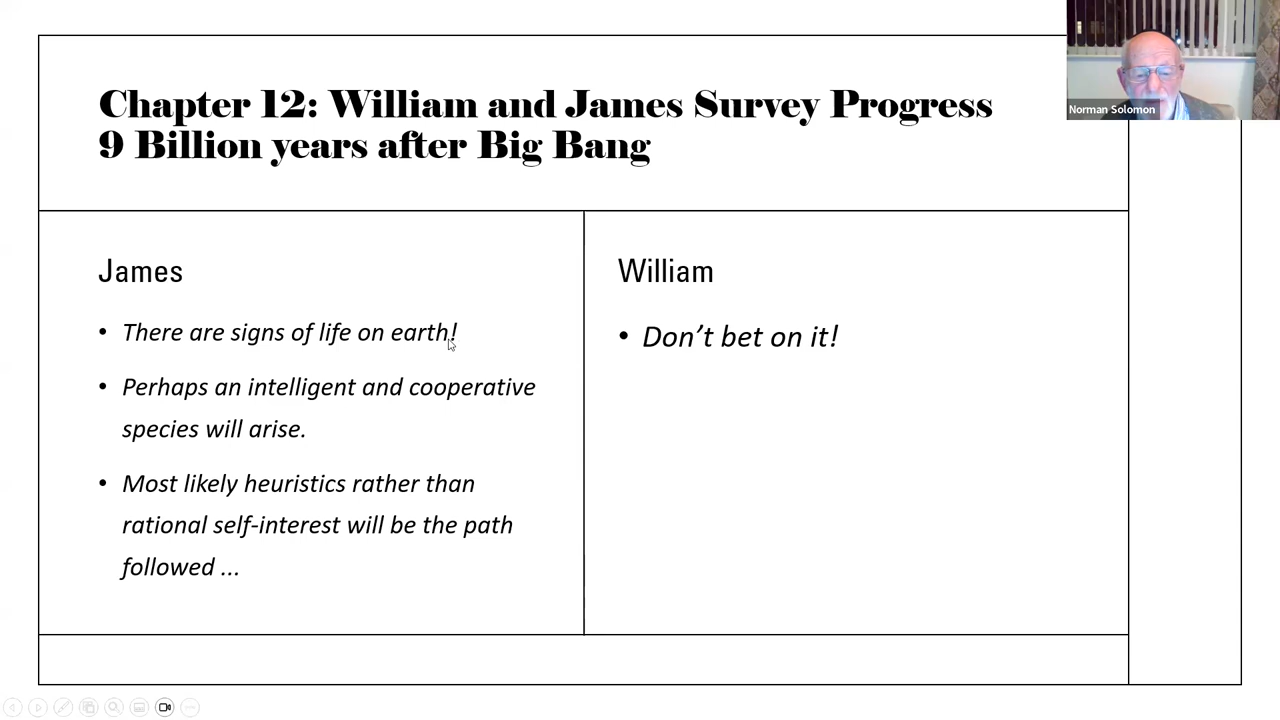 Chapter 12: William and James Survey Progress
9 Billion years after Big Bang
Norman Solomon
James
• There are signs of life on earth!
• Perhaps an intelligent and cooperative
species will arise.
• Most likely heuristics rather than
rational self-interest will be the path
followed ...
William
• Don’t bet on it!